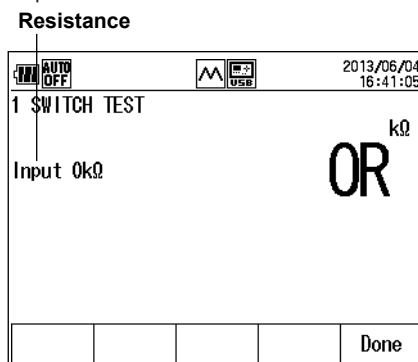 Resistance
AUTO OFF USB 2013/06/04
16:41:05
1 SWITCH TEST
kΩ
Input 0kΩ
OR
Done